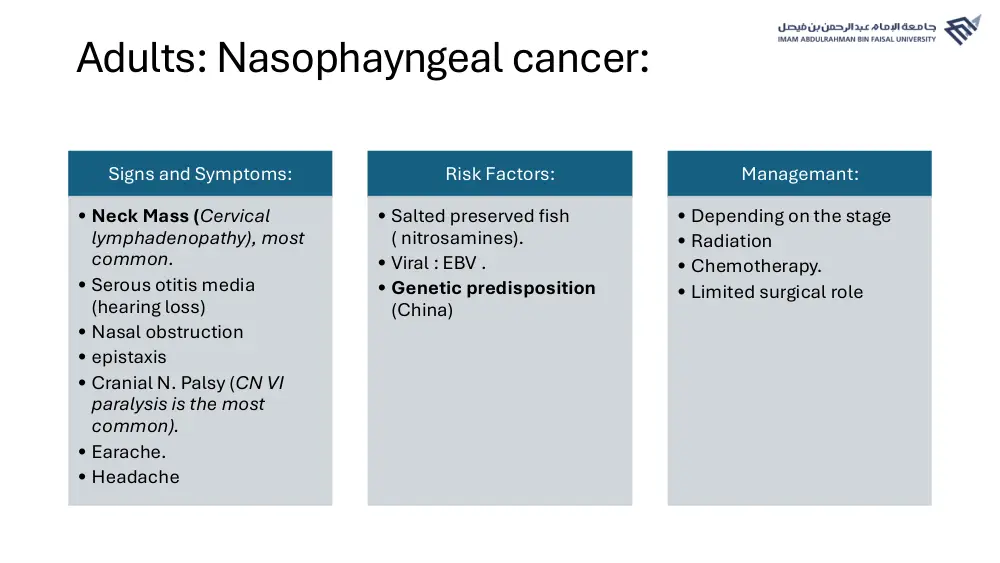 جامعة الإمام عبدالرحمن بن فيصل
IMAM ABDULRAHMAN BIN FAISAL UNIVERSITY
Adults: Nasophayngeal cancer:
Signs and Symptoms:
• Neck Mass (Cervical
lymphadenopathy), most
common.
• Serous otitis media
(hearing loss)
• Nasal obstruction
• epistaxis
• Cranial N. Palsy (CN VI
paralysis is the most
common).
• Earache.
• Headache
Risk Factors:
• Salted preserved fish
( nitrosamines).
• Viral : EBV .
• Genetic predisposition
(China)
Managemant:
• Depending on the stage
• Radiation
• Chemotherapy.
• Limited surgical role